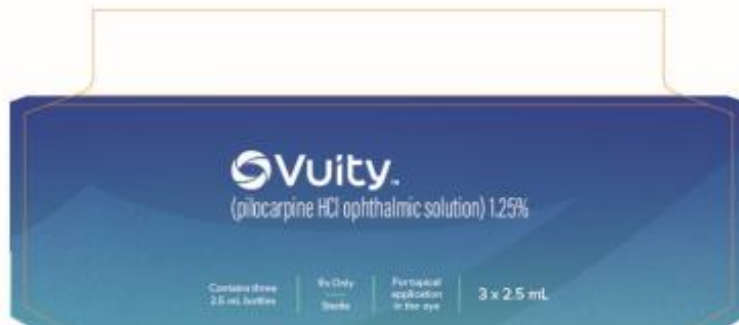 Vuity™
(pilocarpine HCl ophthalmic solution) 1.25%
Contains three
2.5 mL bottles
Rx Only
Sterile
For topical
application
in the eye
3 x 2.5 mL